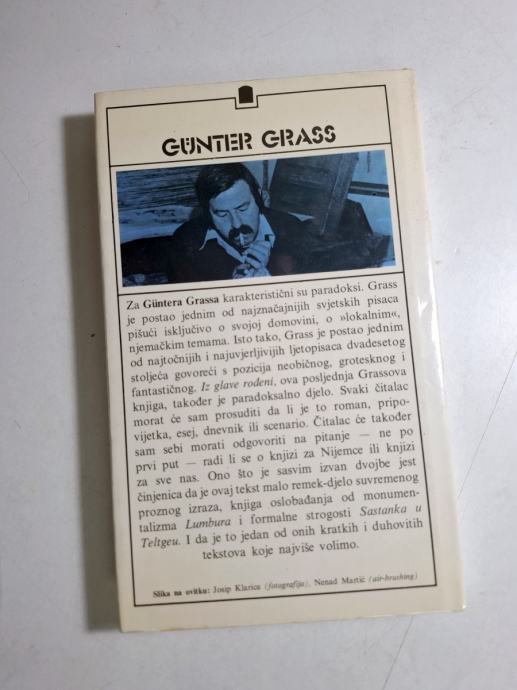 GÜNTER GRASS
Za Güntera Grassa karakteristični su paradoksi. Grass
je postao jednim od najznačajnijih svjetskih pisaca
pišući isključivo o svojoj domovini, o »lokalnim«,
njemačkim temama. Isto tako, Grass je postao jednim
od najtočnijih i najuvjerljivijih ljetopisaca dvadesetog
stoljeća govoreći s pozicija neobičnog, grotesknog i
fantastičnog. Iz glave rođeni, ova posljednja Grassova
knjiga, također je paradoksalno djelo. Svaki čitalac
morat će sam prosuditi da li je to roman, pripo-
vijetka, esej, dnevnik ili scenario. Čitalac će također
sam sebi morati odgovoriti na pitanje — ne po
prvi put — radi li se o knjizi za Nijemce ili knjizi
za sve nas. Ono što je sasvim izvan dvojbe jest
činjenica da je ovaj tekst malo remek-djelo suvremenog
proznog izraza, knjiga oslobađanja od monumen-
talizma Lumbura i formalne strogosti Sastanka u
Teltgeu. I da je to jedan od onih kratkih i duhovitih
tekstova koje najviše volimo.
Slika na ovitku: Josip Klarica (fotografija), Nenad Martić (air-brushing)